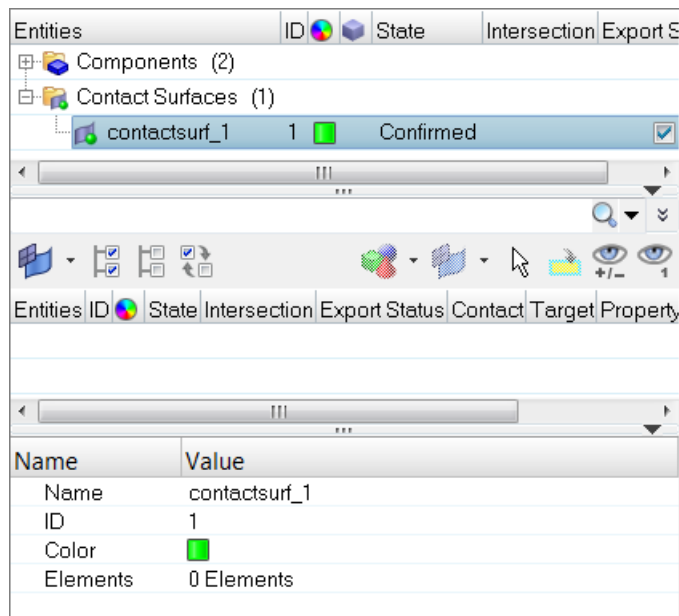 Entities ID State Intersection Export S
Components (2)
Contact Surfaces (1)
contactsurf_1 1 Confirmed
+/- 1
Entities ID State Intersection Export Status Contact Target Property
Name Value
Name contactsurf_1
ID 1
Color
Elements 0 Elements